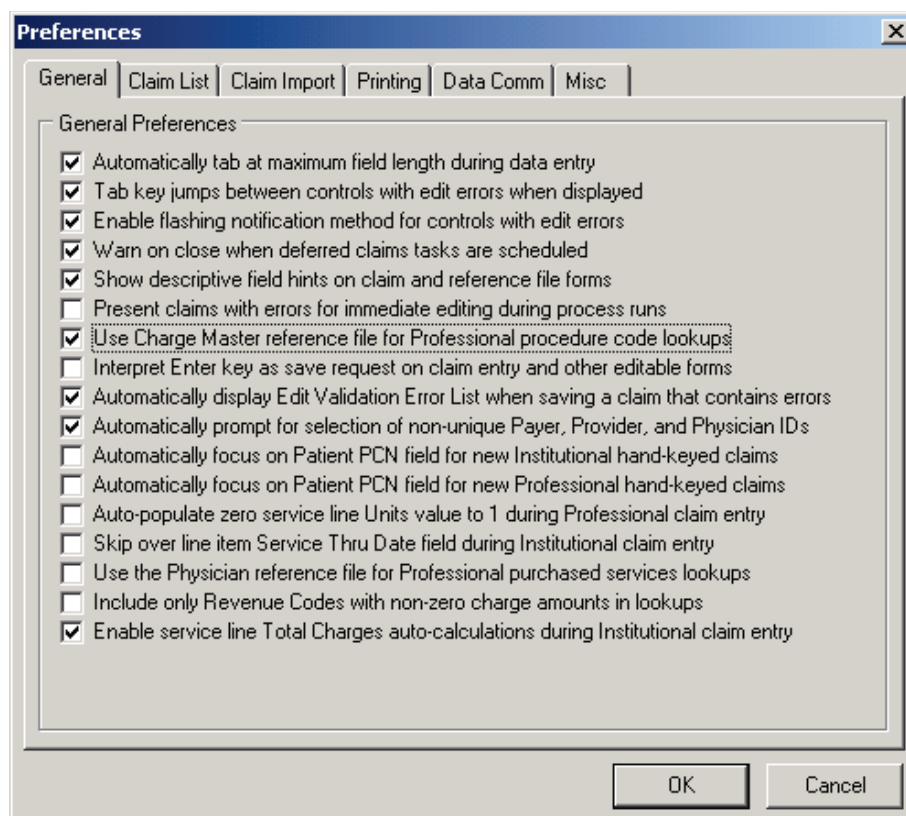 Preferences
General Claim List Claim Import Printing Data Comm Misc
General Preferences
Automatically tab at maximum field length during data entry
Tab key jumps between controls with edit errors when displayed
Enable flashing notification method for controls with edit errors
Warn on close when deferred claims tasks are scheduled
Show descriptive field hints on claim and reference file forms
Present claims with errors for immediate editing during process runs
Use Charge Master reference file for Professional procedure code lookups
Interpret Enter key as save request on claim entry and other editable forms
Automatically display Edit Validation Error List when saving a claim that contains errors
Automatically prompt for selection of non-unique Payer, Provider, and Physician IDs
Automatically focus on Patient PCN field for new Institutional hand-keyed claims
Automatically focus on Patient PCN field for new Professional hand-keyed claims
Auto-populate zero service line Units value to 1 during Professional claim entry
Skip over line item Service Thru Date field during Institutional claim entry
Use the Physician reference file for Professional purchased services lookups
Include only Revenue Codes with non-zero charge amounts in lookups
Enable service line Total Charges auto-calculations during Institutional claim entry
OK Cancel